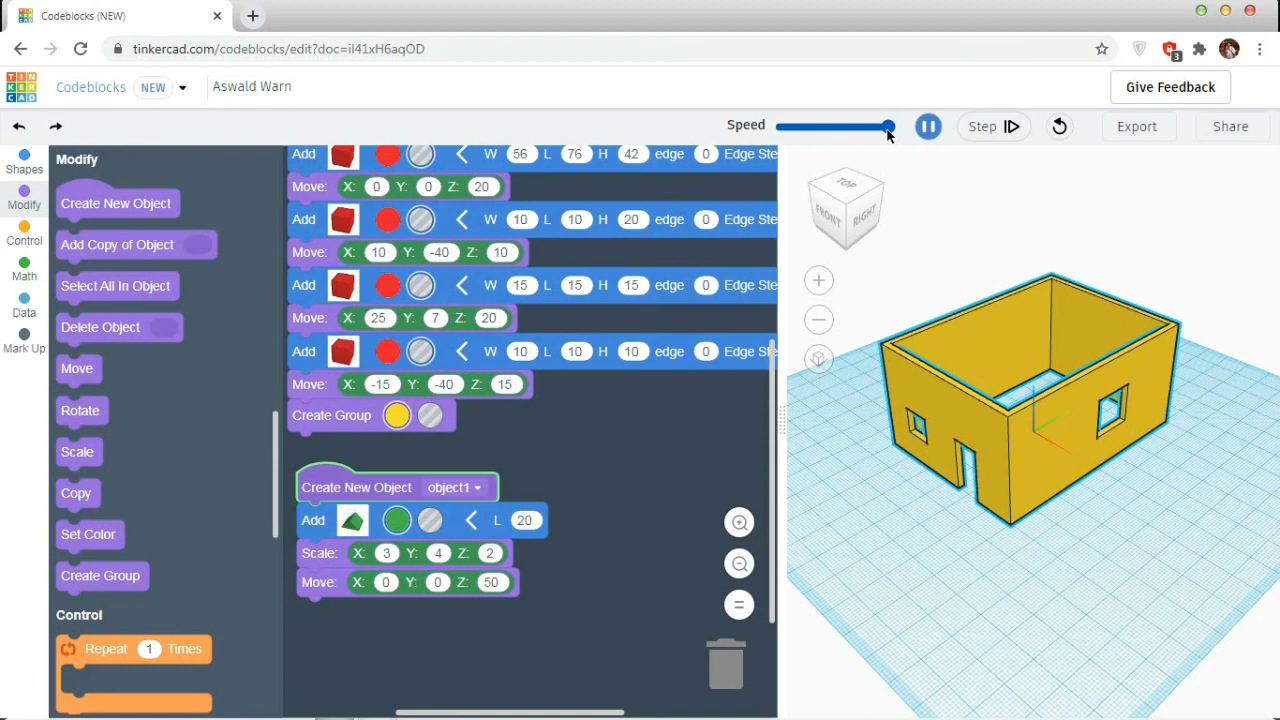 Codeblocks (NEW)
tinkercad.com/codeblocks/edit?doc=il41xH6aqOD
3
TIN
KER
CAD
Codeblocks NEW Aswald Warn
Give Feedback
Speed Step Export Share
Shapes
Modify
Control
Math
Data
Mark Up
Modify
Create New Object
Add Copy of Object
Select All In Object
Delete Object
Move
Rotate
Scale
Copy
Set Color
Create Group
Control
Repeat 1 Times
Add W 56 L 76 H 42 edge 0 Edge Ste
Move: X: 0 Y: 0 Z: 20
Add W 10 L 10 H 20 edge 0 Edge Ste
Move: X: 10 Y: -40 Z: 10
Add W 15 L 15 H 15 edge 0 Edge Ste
Move: X: 25 Y: 7 Z: 20
Add W 10 L 10 H 10 edge 0 Edge Ste
Move: X: -15 Y: -40 Z: 15
Create Group
Create New Object object1
Add L 20
Scale: X: 3 Y: 4 Z: 2
Move: X: 0 Y: 0 Z: 50
TOP
FRONT
RIGHT